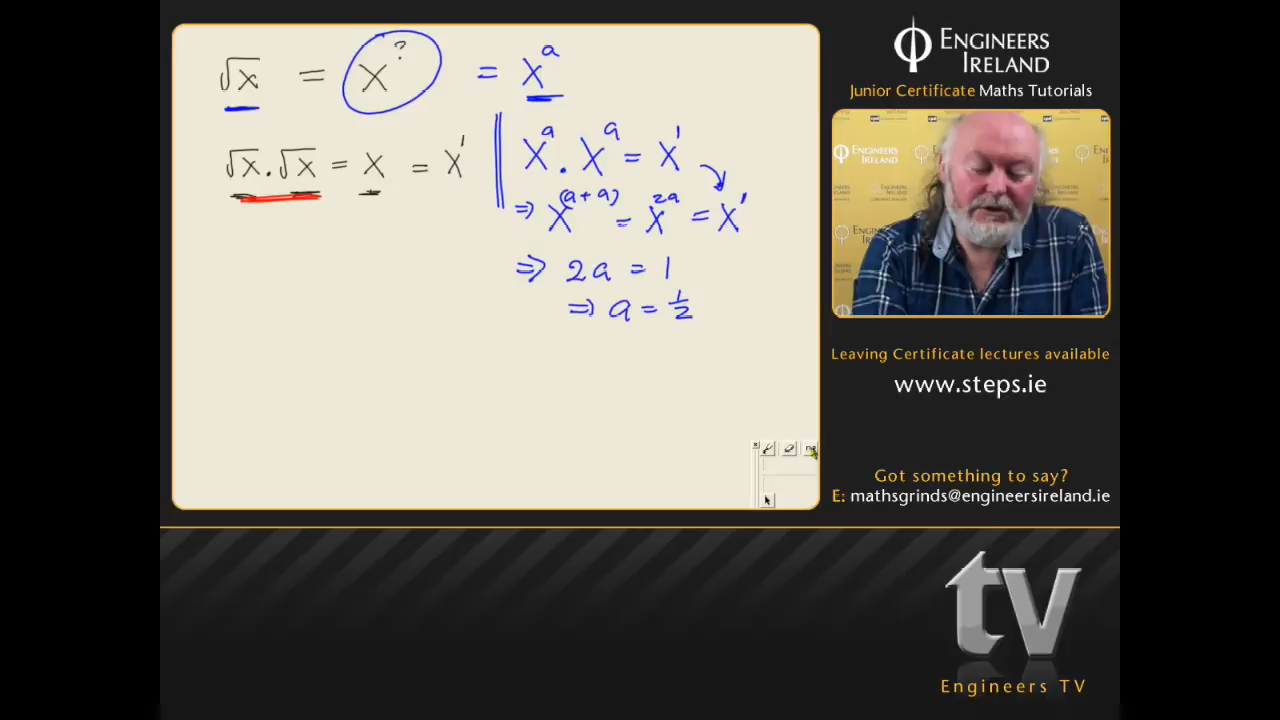 √x = x^? = x^a
√x . √x = x = x^1
x^a . x^a = x^1
⇒ x^(a+a) = x^2a = x^1
⇒ 2a = 1
⇒ a = 1/2
ENGINEERS
IRELAND
Junior Certificate Maths Tutorials
Leaving Certificate lectures available
www.steps.ie
Got something to say?
E: mathsgrinds@engineersireland.ie
tv
Engineers TV